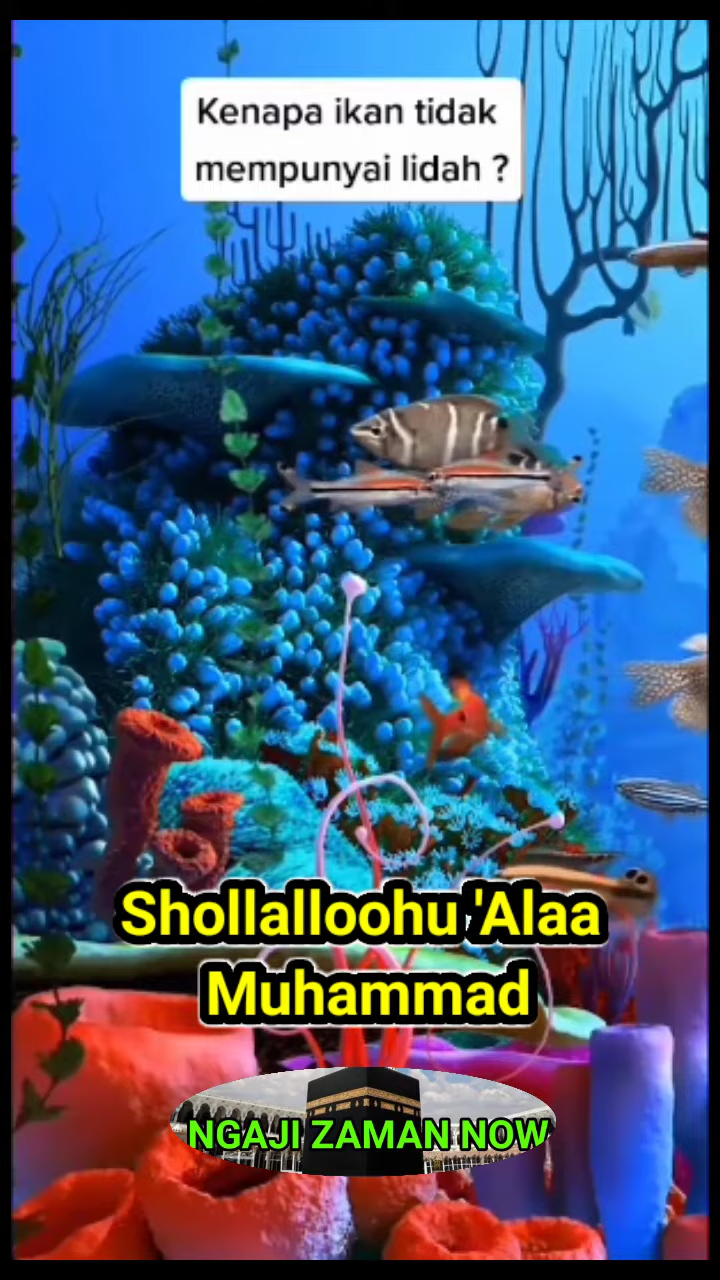 Kenapa ikan tidak
mempunyai lidah ?
Shollalloohu 'Alaa
Muhammad
NGAJI ZAMAN NOW